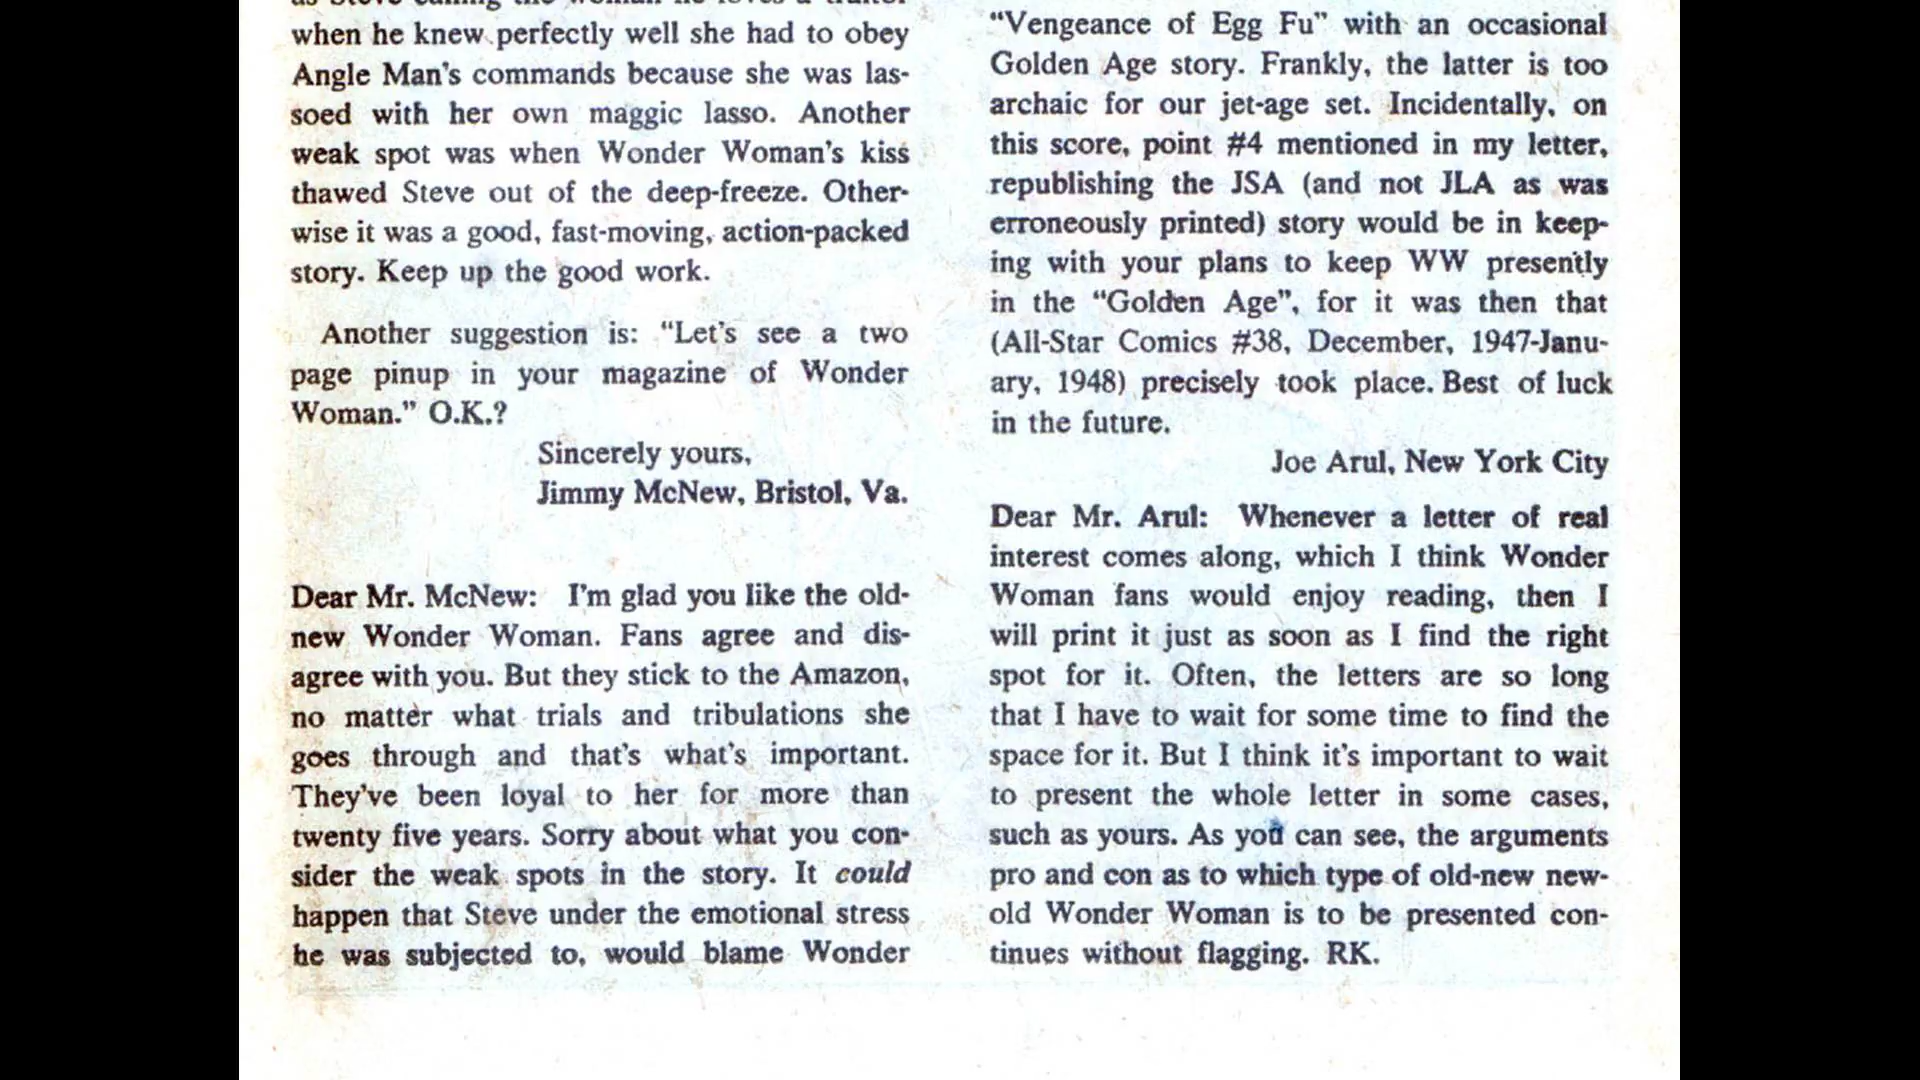 as Steve calling the woman he loves a traitor
when he knew perfectly well she had to obey
Angle Man's commands because she was las-
soed with her own maggic lasso. Another
weak spot was when Wonder Woman's kiss
thawed Steve out of the deep-freeze. Other-
wise it was a good, fast-moving, action-packed
story. Keep up the good work.
Another suggestion is: “Let's see a two
page pinup in your magazine of Wonder
Woman.” O.K.?
Sincerely yours,
Jimmy McNew, Bristol, Va.
Dear Mr. McNew: I'm glad you like the old-
new Wonder Woman. Fans agree and dis-
agree with you. But they stick to the Amazon,
no matter what trials and tribulations she
goes through and that's what's important.
They've been loyal to her for more than
twenty five years. Sorry about what you con-
sider the weak spots in the story. It could
happen that Steve under the emotional stress
he was subjected to, would blame Wonder
“Vengeance of Egg Fu” with an occasional
Golden Age story. Frankly, the latter is too
archaic for our jet-age set. Incidentally, on
this score, point #4 mentioned in my letter,
republishing the JSA (and not JLA as was
erroneously printed) story would be in keep-
ing with your plans to keep WW presently
in the “Golden Age”, for it was then that
(All-Star Comics #38, December, 1947-Janu-
ary, 1948) precisely took place. Best of luck
in the future.
Joe Arul, New York City
Dear Mr. Arul: Whenever a letter of real
interest comes along, which I think Wonder
Woman fans would enjoy reading, then I
will print it just as soon as I find the right
spot for it. Often, the letters are so long
that I have to wait for some time to find the
space for it. But I think it's important to wait
to present the whole letter in some cases,
such as yours. As you can see, the arguments
pro and con as to which type of old-new new-
old Wonder Woman is to be presented con-
tinues without flagging. RK.